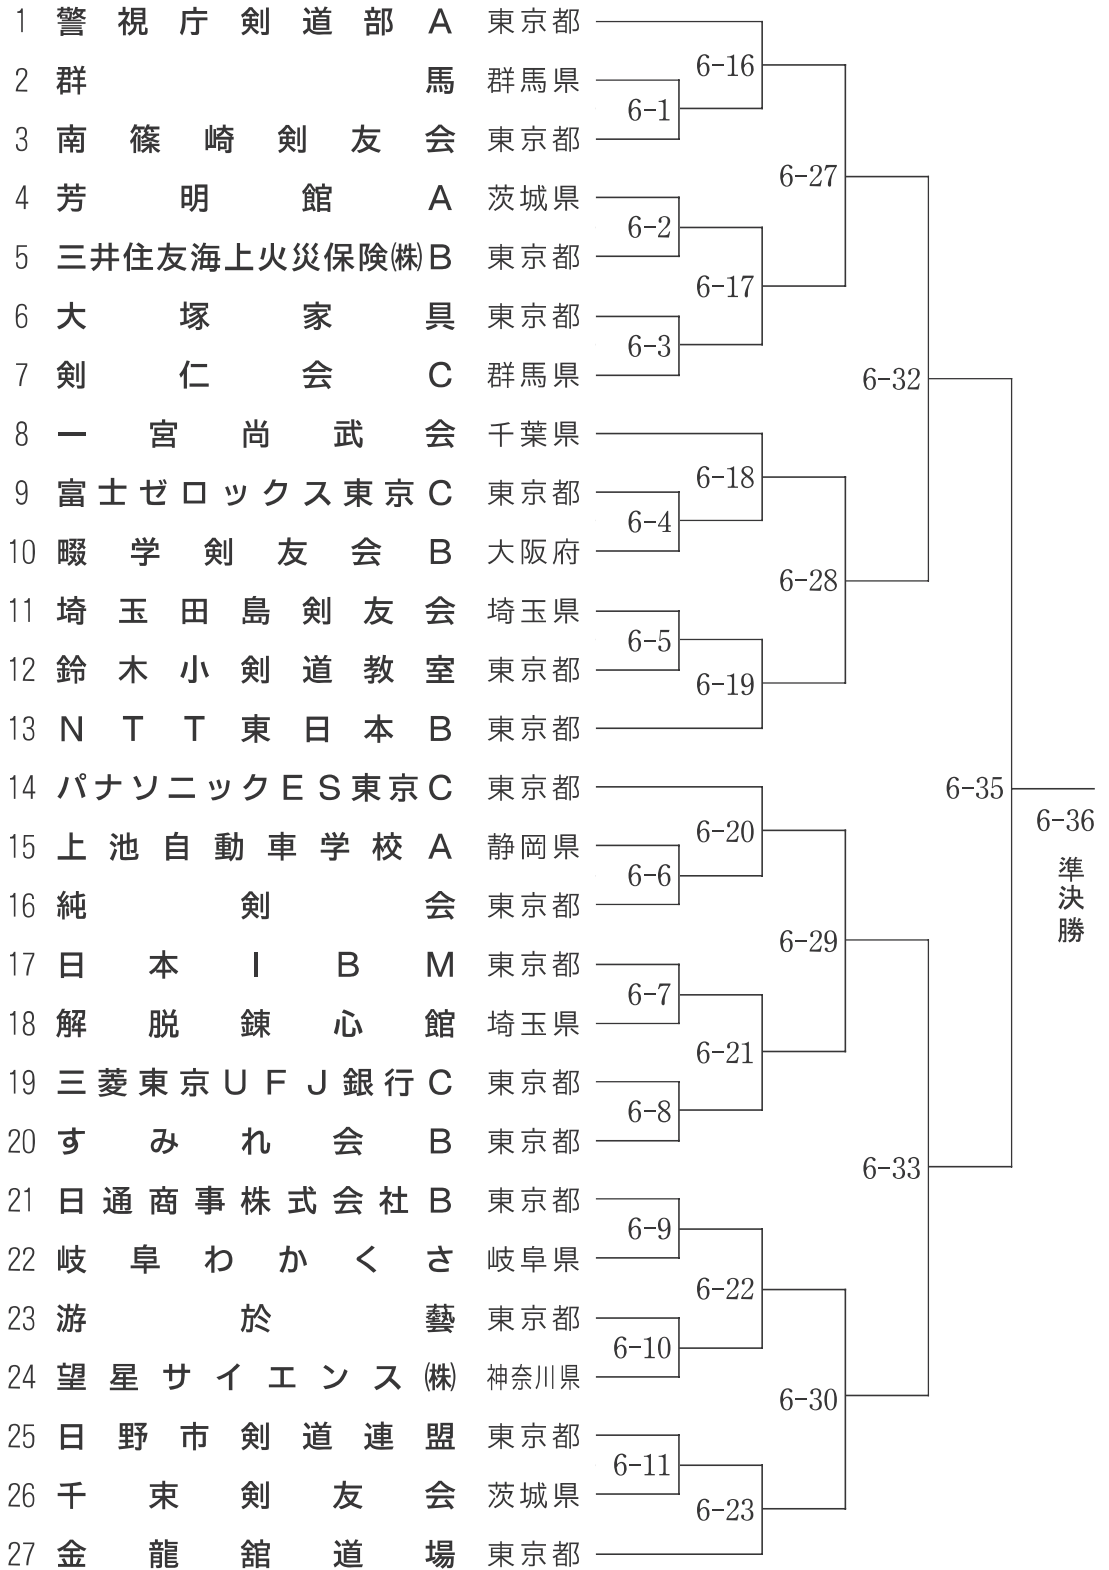 1 警視庁剣道部A 東京都
2 群馬 群馬県
3 南篠崎剣友会 東京都
4 芳明館A 茨城県
5 三井住友海上火災保険㈱B 東京都
6 大塚家具 東京都
7 剣仁会C 群馬県
8 一宮尚武会 千葉県
9 富士ゼロックス東京C 東京都
10 畷学剣友会B 大阪府
11 埼玉田島剣友会 埼玉県
12 鈴木小剣道教室 東京都
13 NTT東日本B 東京都
14 パナソニックES東京C 東京都
15 上池自動車学校A 静岡県
16 純剣会 東京都
17 日本IBM 東京都
18 解脱錬心館 埼玉県
19 三菱東京UFJ銀行C 東京都
20 すみれ会B 東京都
21 日通商事株式会社B 東京都
22 岐阜わかくさ 岐阜県
23 游於藝 東京都
24 望星サイエンス㈱ 神奈川県
25 日野市剣道連盟 東京都
26 千束剣友会 茨城県
27 金龍舘道場 東京都
6-1
6-2
6-3
6-4
6-5
6-6
6-7
6-8
6-9
6-10
6-11
6-16
6-17
6-18
6-19
6-20
6-21
6-22
6-23
6-27
6-28
6-29
6-30
6-32
6-33
6-35
6-36
準決勝